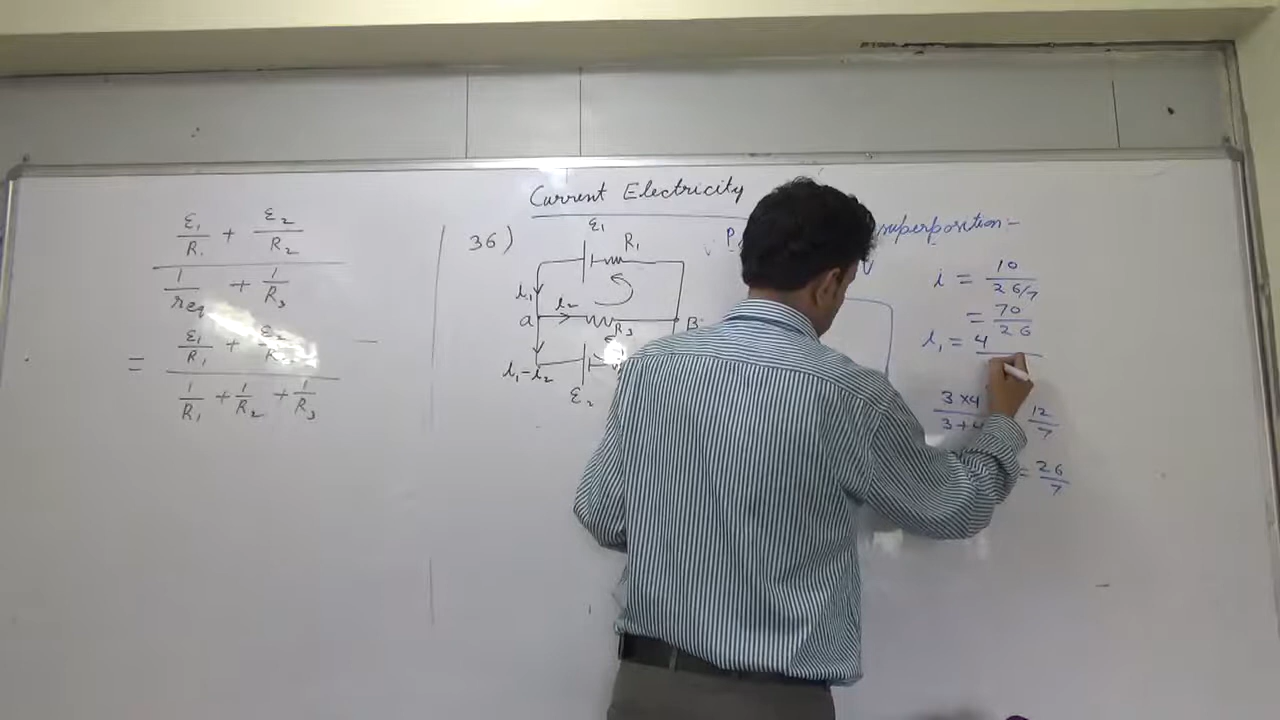 Current Electricity
ε₁/R₁ + ε₂/R₂
1/req + 1/R₃
= ε₁/R₁ + ε₂
1/R₁ + 1/R₂ + 1/R₃
36)
ε₁
R₁
i₁
i₂
a
R₃
B
i₁-i₂
ε₂
superposition:-
i = 10
26/7
= 70
26
i₁ = 4
3×4
3+4
12
7
= 26
7